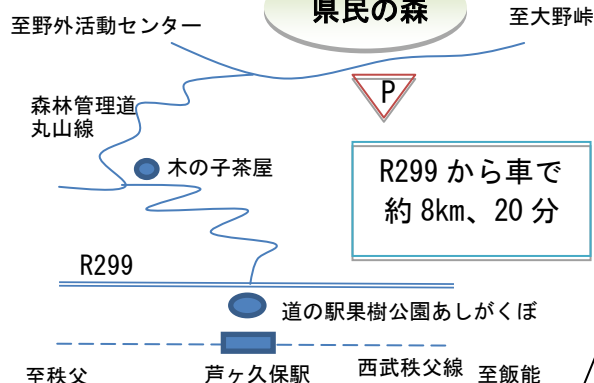 県民の森
至野外活動センター
至大野峠
P
森林管理道
丸山線
木の子茶屋
R299 から車で
約 8km、20 分
R299
道の駅果樹公園あしがくぼ
至秩父
芦ヶ久保駅
西武秩父線
至飯能